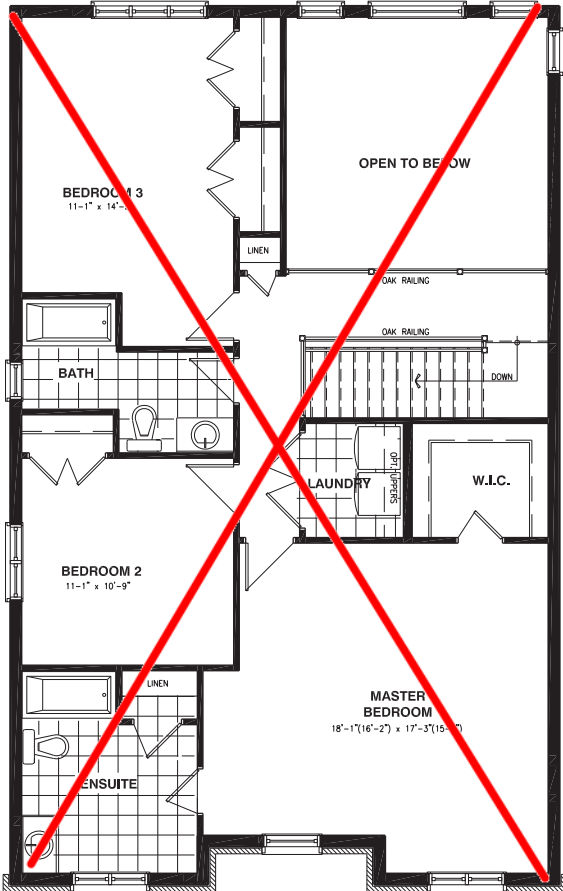 BEDROOM 3
11'-1" x 14'-
OPEN TO BELOW
LINEN
OAK RAILING
OAK RAILING
BATH
DOWN
LAUNDRY
OPT. UPPERS
W.I.C.
BEDROOM 2
11'-1" x 10'-9"
LINEN
MASTER
BEDROOM
18'-1"(16'-2") x 17'-3"(15'-
ENSUITE